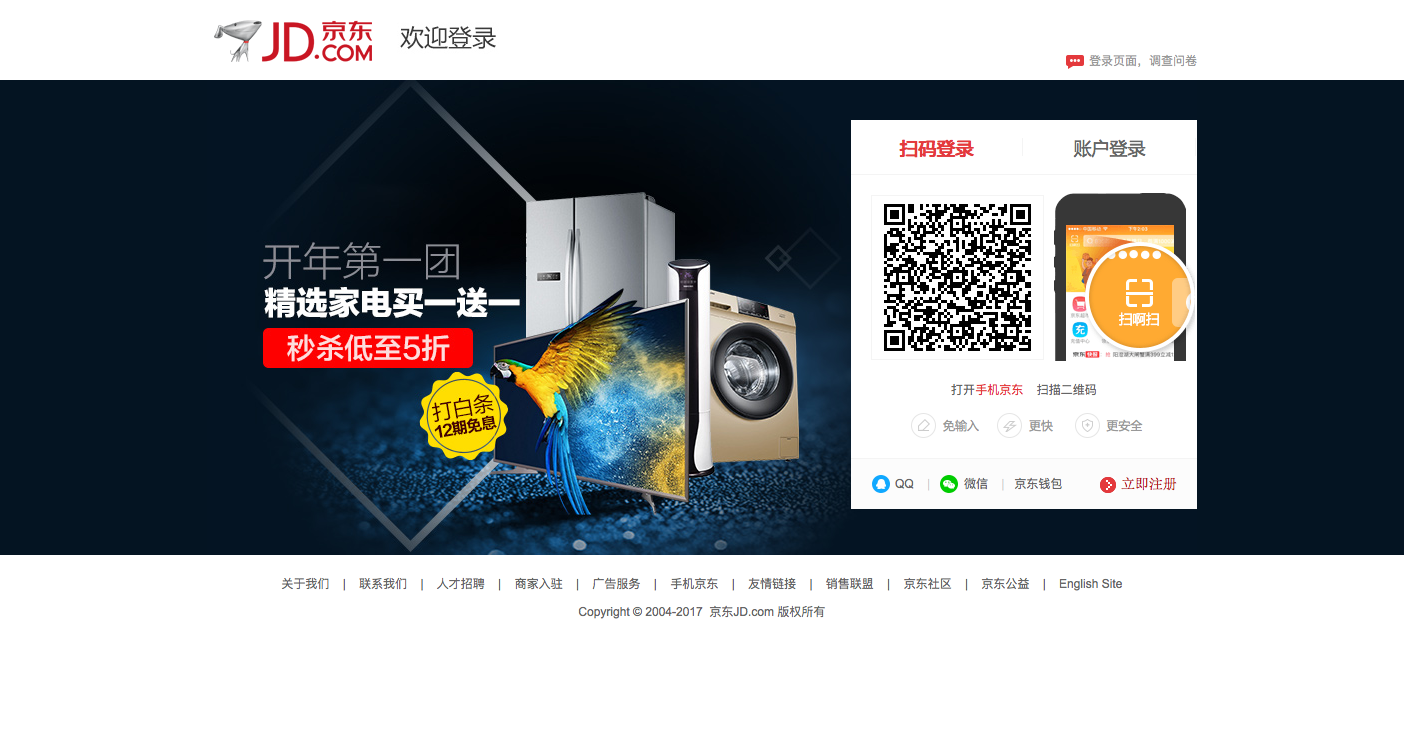 JD.COM 京东
欢迎登录
登录页面，调查问卷
开年第一团
精选家电买一送一
秒杀低至5折
打白条
12期免息
扫码登录
账户登录
扫啊扫
打开手机京东 扫描二维码
免输入 更快 更安全
QQ | 微信 | 京东钱包 立即注册
关于我们 | 联系我们 | 人才招聘 | 商家入驻 | 广告服务 | 手机京东 | 友情链接 | 销售联盟 | 京东社区 | 京东公益 | English Site
Copyright © 2004-2017 京东JD.com 版权所有